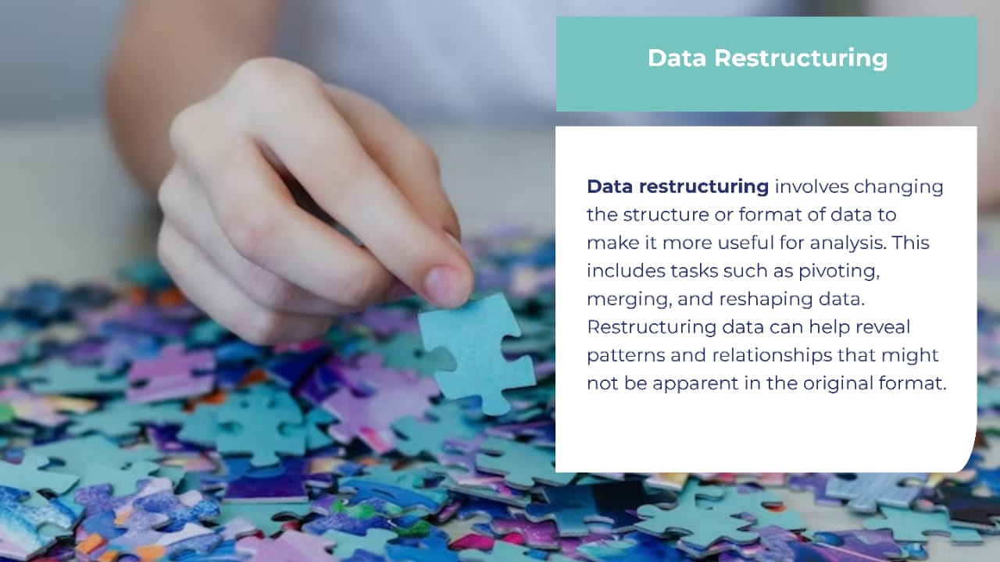 Data Restructuring
Data restructuring involves changing
the structure or format of data to
make it more useful for analysis. This
includes tasks such as pivoting,
merging, and reshaping data.
Restructuring data can help reveal
patterns and relationships that might
not be apparent in the original format.